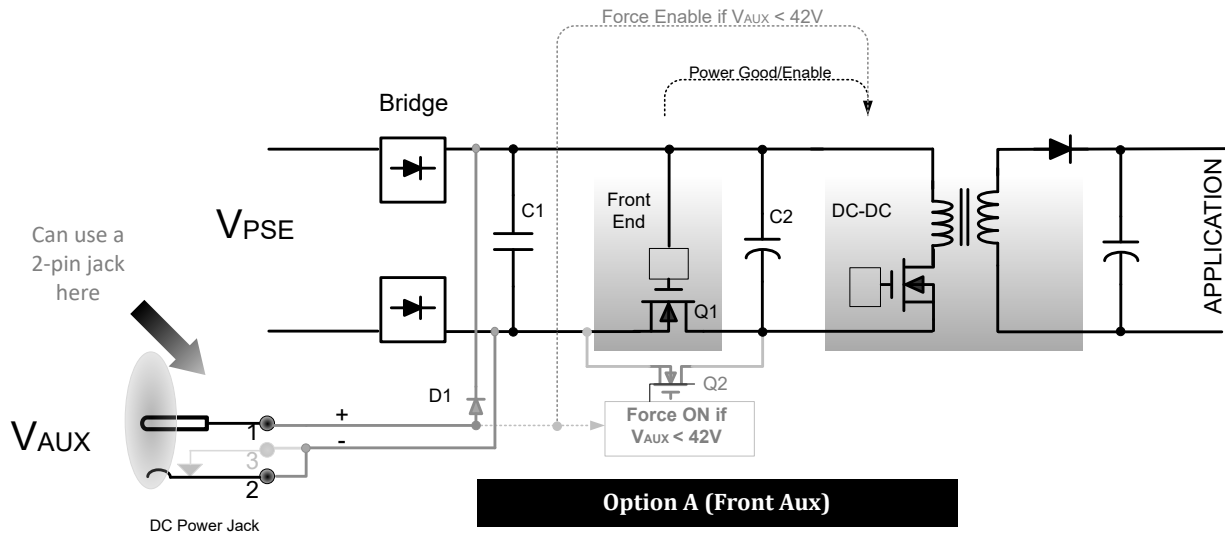 Force Enable if VAUX < 42V
Power Good/Enable
Bridge
C1
Front
End
C2
DC-DC
VPSE
Can use a
2-pin jack
here
Q1
APPLICATION
D1
Q2
+
Force ON if
VAUX < 42V
VAUX
1
-
3
2
Option A (Front Aux)
DC Power Jack